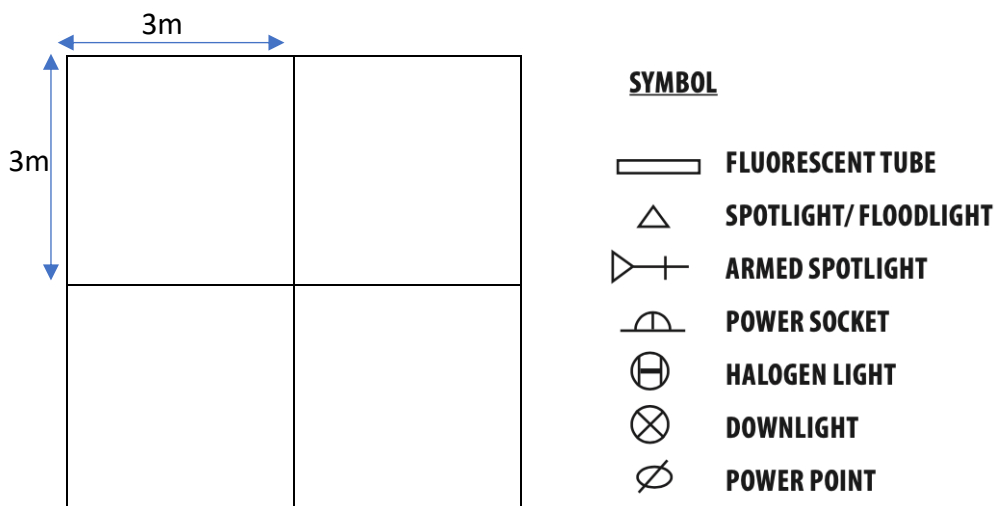 3m
3m
SYMBOL
FLUORESCENT TUBE
SPOTLIGHT/ FLOODLIGHT
ARMED SPOTLIGHT
POWER SOCKET
HALOGEN LIGHT
DOWNLIGHT
POWER POINT